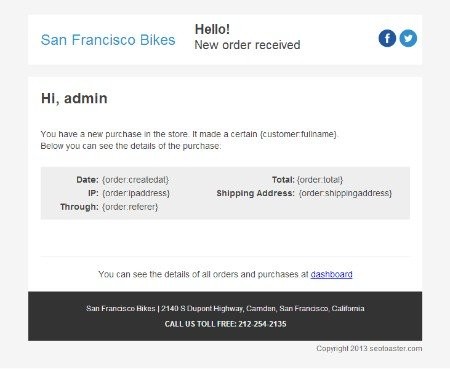 San Francisco Bikes
Hello!
New order received
Hi, admin
You have a new purchase in the store. It made a certain {customer:fullname}.
Below you can see the details of the purchase:
Date: {order:createdat} Total: {order:total}
IP: {order:ipaddress} Shipping Address: {order:shippingaddress}
Through: {order:referer}
You can see the details of all orders and purchases at dashboard
San Francisco Bikes | 2140 S Dupont Highway, Camden, San Francisco, California
CALL US TOLL FREE: 212-254-2135
Copyright 2013 seotoaster.com